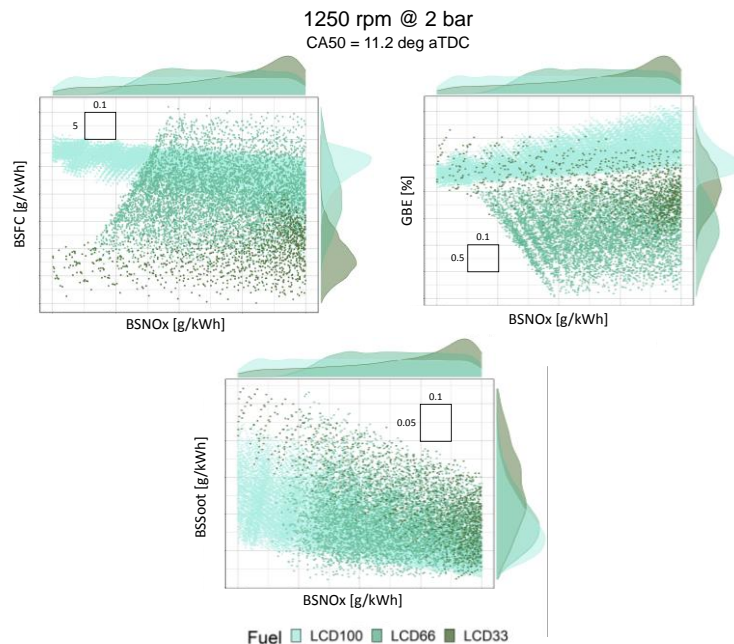 1250 rpm @ 2 bar
CA50 = 11.2 deg aTDC
0.1
5
BSFC [g/kWh]
BSNOx [g/kWh]
0.1
0.5
GBE [%]
BSNOx [g/kWh]
0.1
0.05
BSSoot [g/kWh]
BSNOx [g/kWh]
Fuel LCD100 LCD66 LCD33